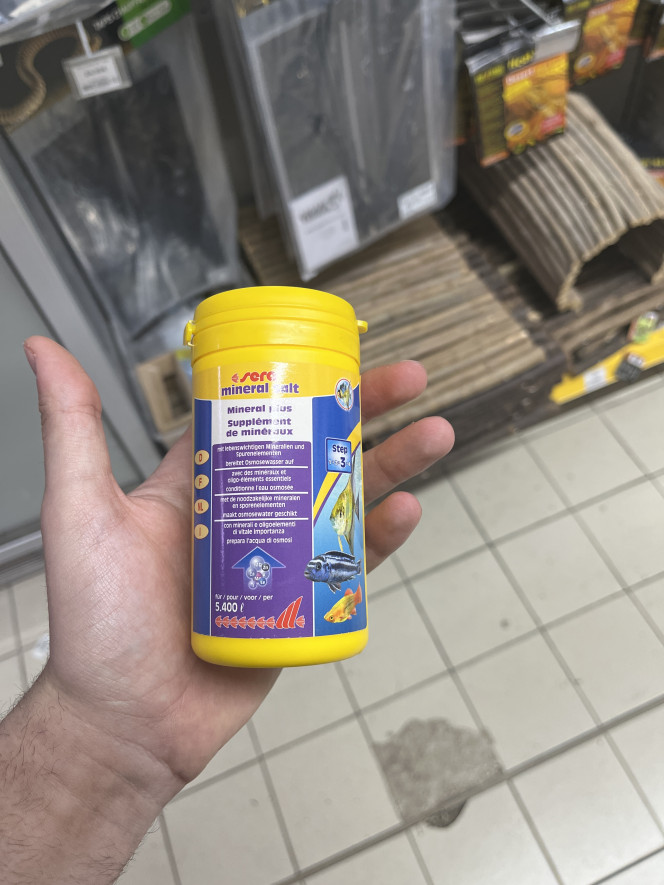 sera
mineral salt
Mineral plus
Supplément
de minéraux
mit lebenswichtigen Mineralien und
Spurenelementen
bereitet Osmosewasser auf
avec des minéraux et
oligo-éléments essentiels
conditionne l'eau osmosée
met de noodzakelijke mineralen
en sporenelementen
maakt osmosewater geschikt
con minerali e oligoelementi
di vitale importanza
prepara l'acqua di osmosi
D
F
NL
I
Step
3
für / pour / voor / per
5.400 ℓ